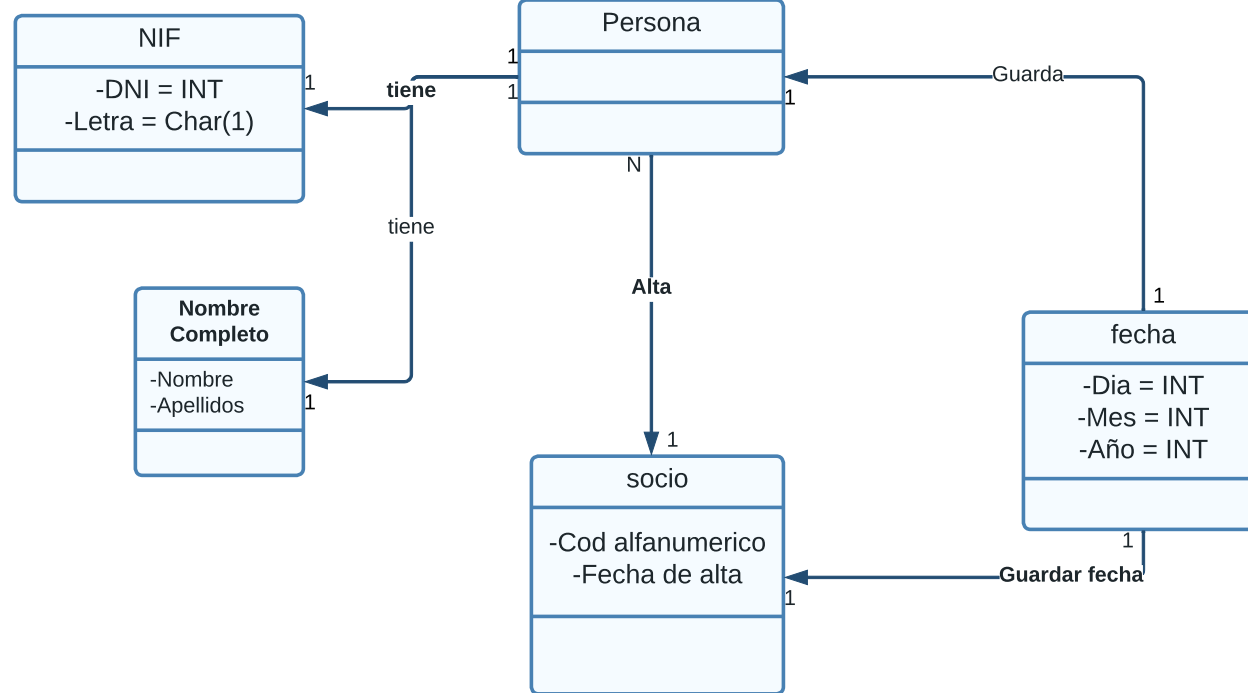 NIF
-DNI = INT
-Letra = Char(1)
1
tiene
1
1
Persona
1
Guarda
N
tiene
Alta
Nombre
Completo
-Nombre
-Apellidos
1
1
fecha
-Dia = INT
-Mes = INT
-Año = INT
1
1
socio
-Cod alfanumerico
-Fecha de alta
1
Guardar fecha